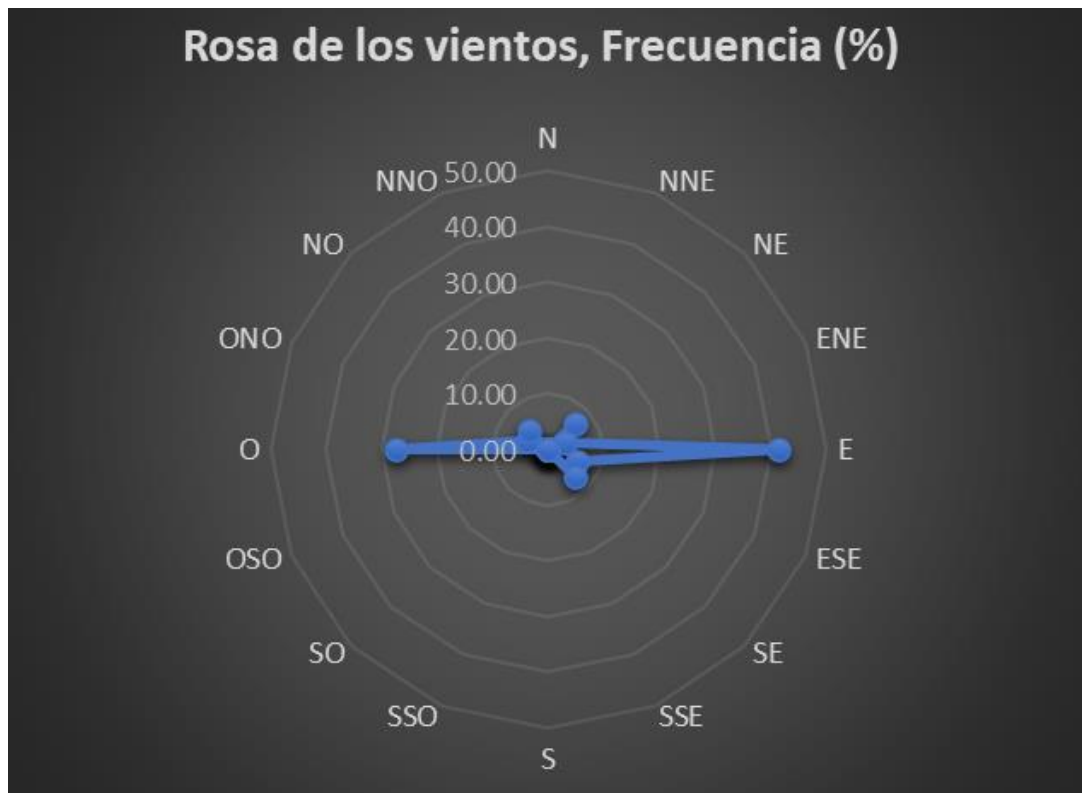 Rosa de los vientos, Frecuencia (%)
N
NNO 50.00 NNE
40.00
NO NE
30.00
ONO 20.00 ENE
10.00
O 0.00 E
OSO ESE
SO SE
SSO SSE
S